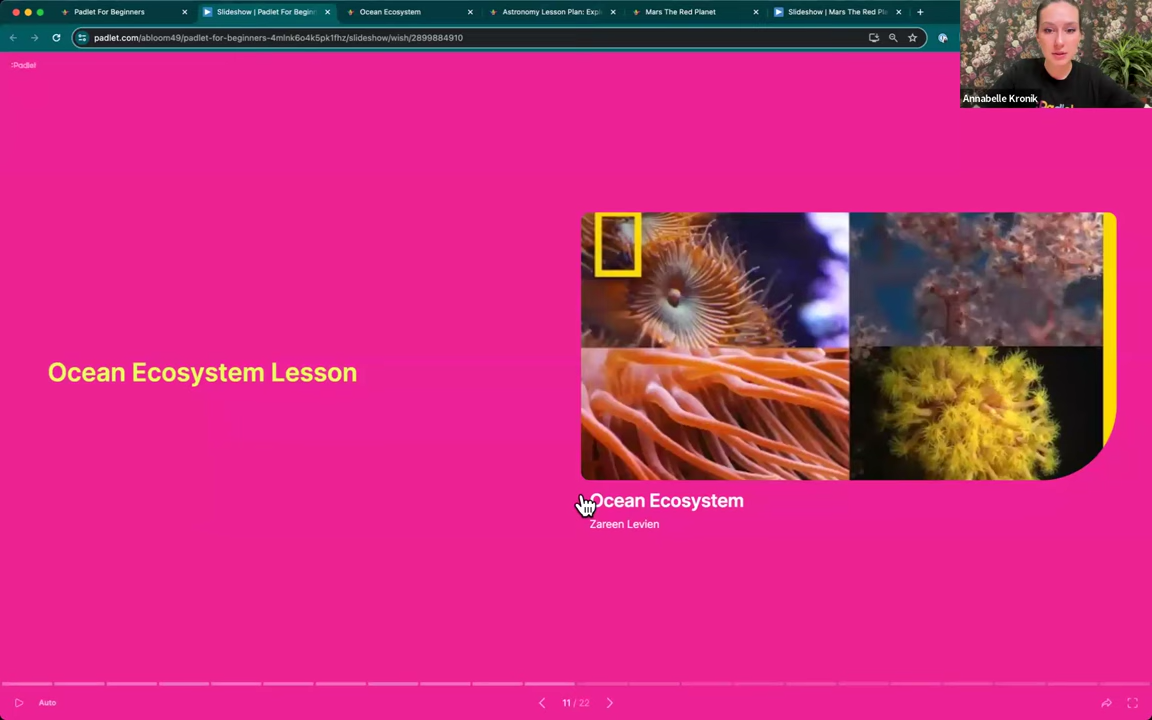 Padlet For Beginners
Slideshow | Padlet For Begin
Ocean Ecosystem
Astronomy Lesson Plan: Exp
Mars The Red Planet
Slideshow | Mars The Red Pl
padlet.com/abloom49/padlet-for-beginners-4mlnk6o4k5pk1fhz/slideshow/wish/2899884910
:Padlet
Annabelle Kronik
Ocean Ecosystem Lesson
Ocean Ecosystem
Zareen Levien
Auto
11 / 22